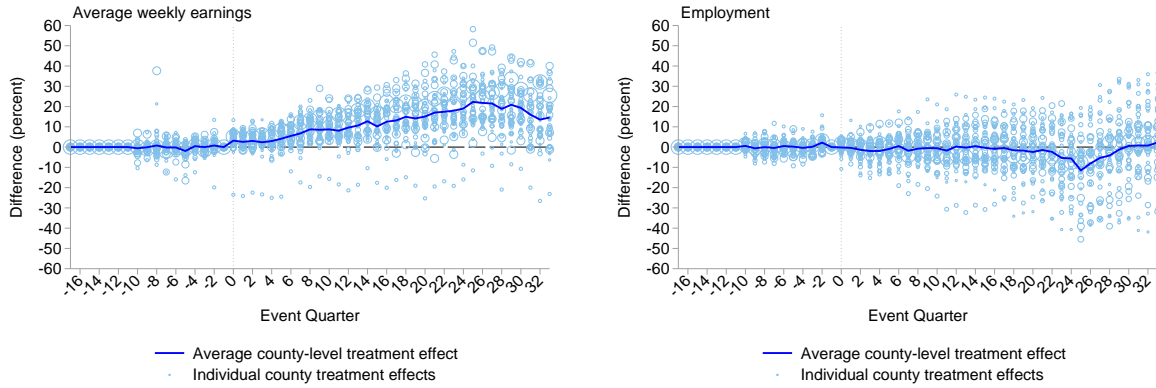 Average weekly earnings
Difference (percent)
60
50
40
30
20
10
0
-10
-20
-30
-40
-50
-60
-16 -14 -12 -10 -8 -6 -4 -2 0 2 4 6 8 10 12 14 16 18 20 22 24 26 28 30 32
Event Quarter
Average county-level treatment effect
Individual county treatment effects
Employment
Difference (percent)
60
50
40
30
20
10
0
-10
-20
-30
-40
-50
-60
-16 -14 -12 -10 -8 -6 -4 -2 0 2 4 6 8 10 12 14 16 18 20 22 24 26 28 30 32
Event Quarter
Average county-level treatment effect
Individual county treatment effects